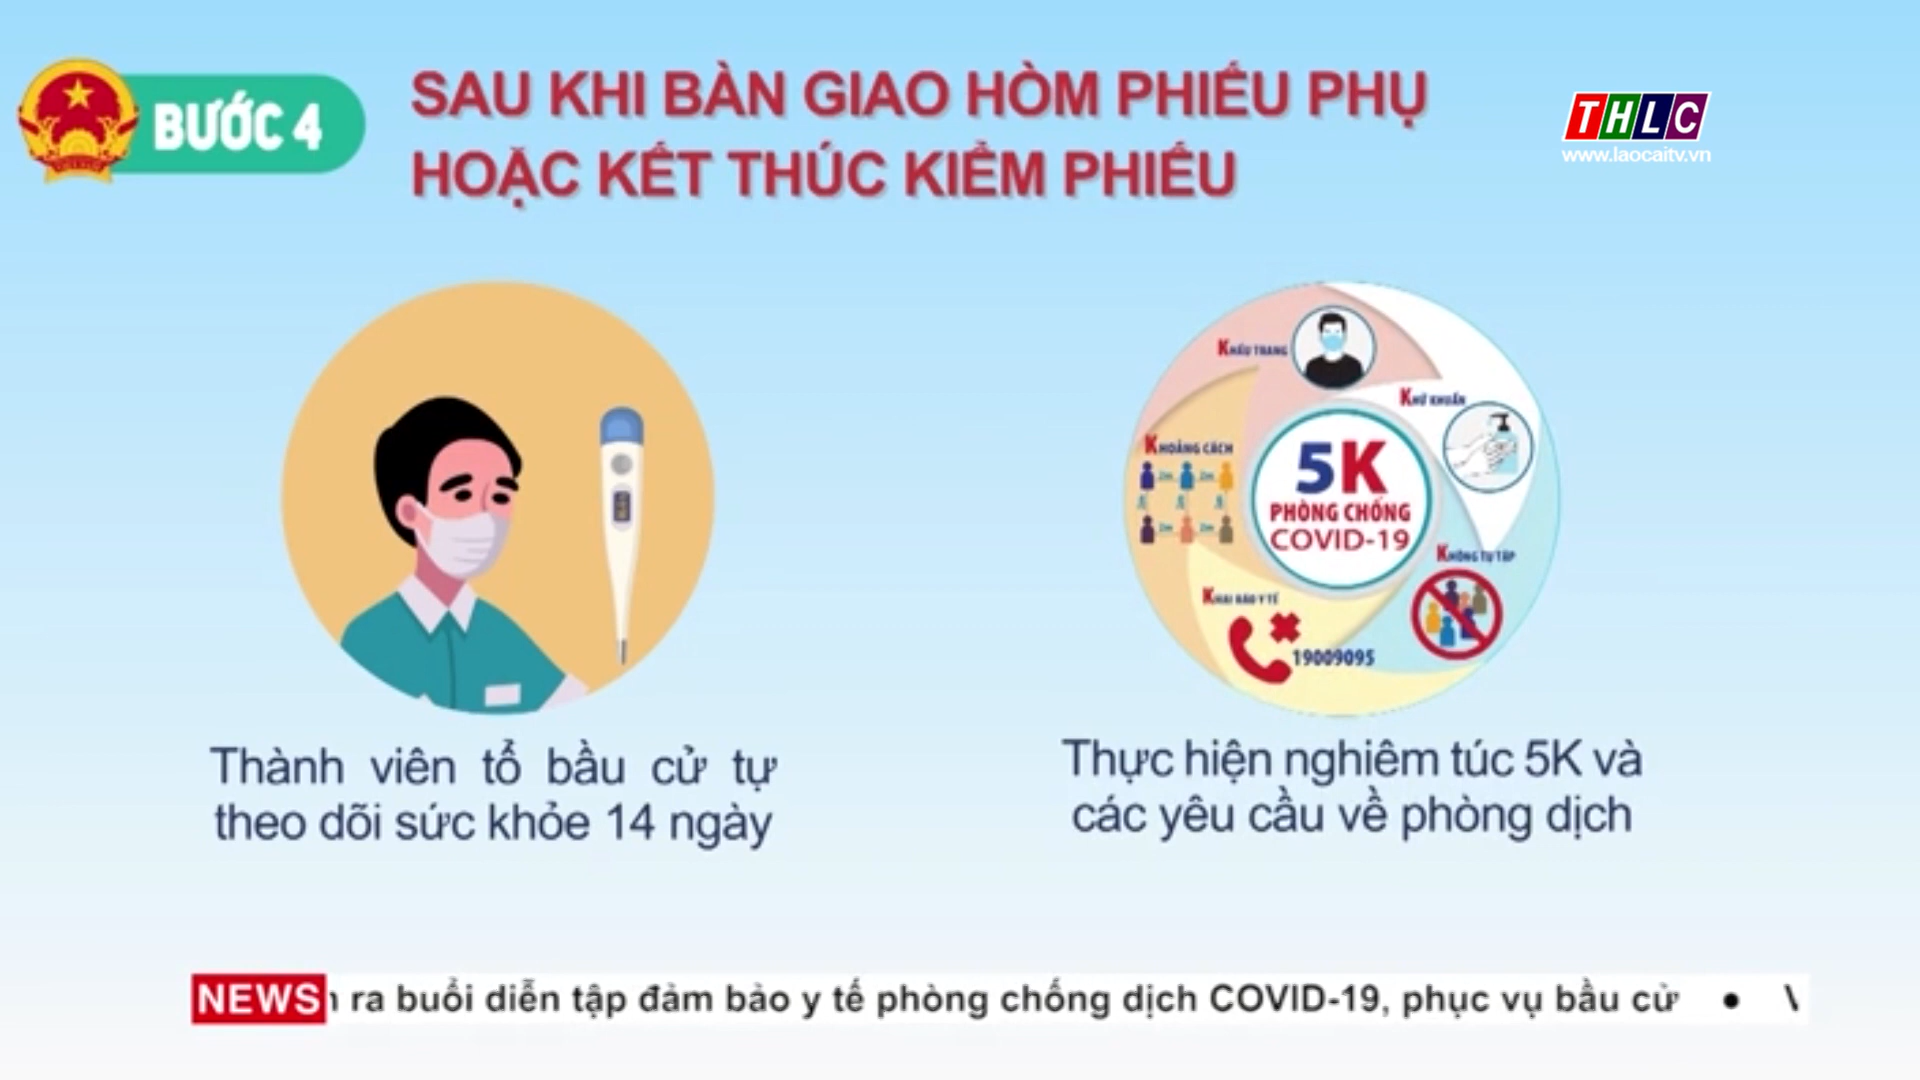 BƯỚC 4
SAU KHI BÀN GIAO HÒM PHIẾU PHỤ
HOẶC KẾT THÚC KIỂM PHIẾU
THLC
www.laocaitv.vn
KHẨU TRANG
KHỬ KHUẨN
KHOẢNG CÁCH
2m 2m
2m 2m
5K
PHÒNG CHỐNG
COVID-19
KHÔNG TỤ TẬP
KHAI BÁO Y TẾ
19009095
Thành viên tổ bầu cử tự
theo dõi sức khỏe 14 ngày
Thực hiện nghiêm túc 5K và
các yêu cầu về phòng dịch
NEWS
ra buổi diễn tập đảm bảo y tế phòng chống dịch COVID-19, phục vụ bầu cử •